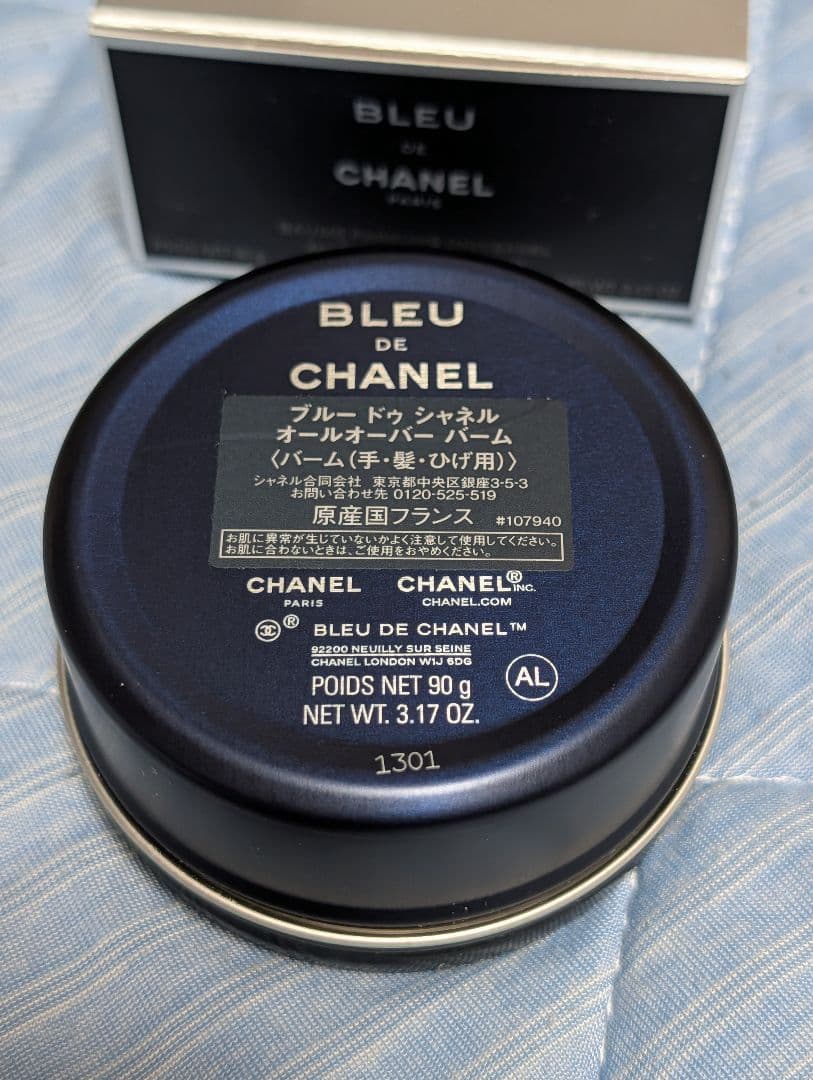 BLEU
DE
CHANEL
PARIS
BLEU
DE
CHANEL
ブルー ドゥ シャネル
オールオーバー バーム
〈バーム(手・髪・ひげ用)〉
シャネル合同会社 東京都中央区銀座3-5-3
お問い合わせ先 0120-525-519
原産国フランス #107940
お肌に異常が生じていないかよく注意して使用してください。
お肌に合わないときは、ご使用をおやめください。
CHANEL CHANEL® INC.
PARIS CHANEL.COM
® BLEU DE CHANEL™
92200 NEUILLY SUR SEINE
CHANEL LONDON W1J 6DG
POIDS NET 90 g AL
NET WT. 3.17 OZ.
1301